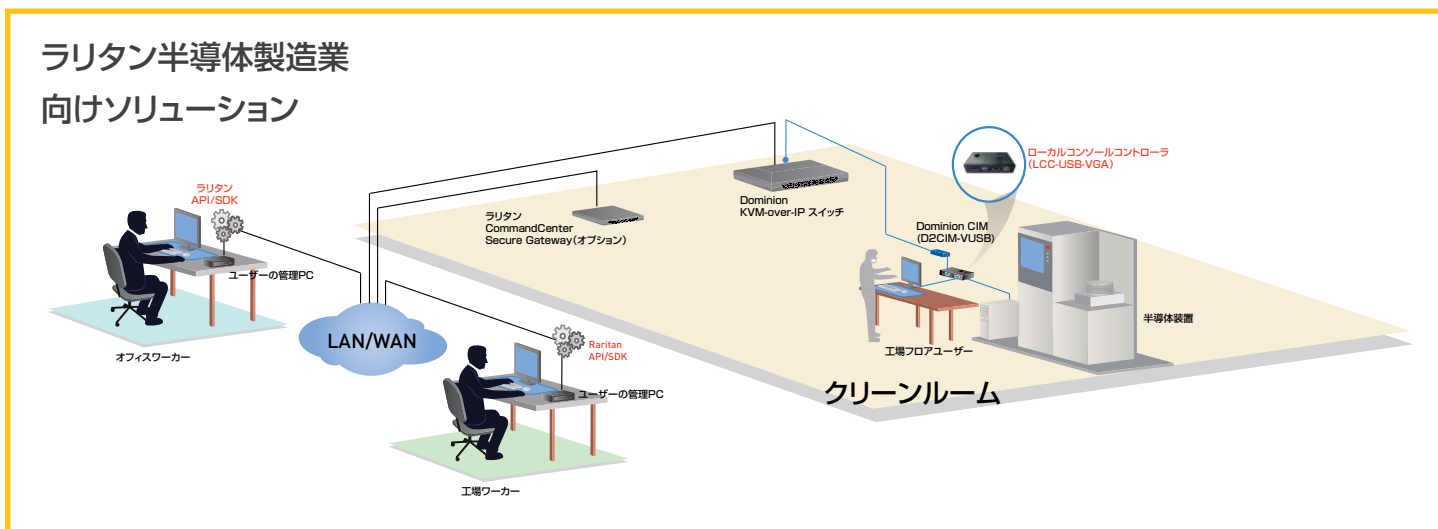 ラリタン半導体製造業
向けソリューション
ローカルコンソールコントローラ
(LCC-USB-VGA)
ラリタン
API/SDK
Dominion
KVM-over-IP スイッチ
ラリタン
CommandCenter
Secure Gateway(オプション)
Dominion CIM
(D2CIM-VUSB)
ユーザーの管理PC
半導体装置
LAN/WAN
オフィスワーカー
Raritan
API/SDK
工場フロアユーザー
ユーザーの管理PC
クリーンルーム
工場ワーカー